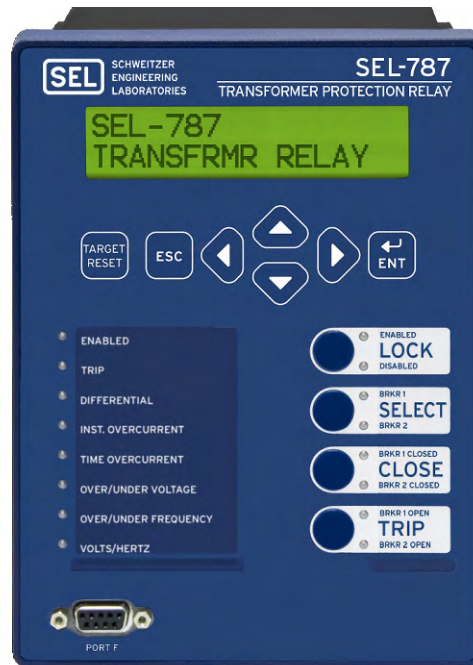 SEL
SCHWEITZER
ENGINEERING
LABORATORIES
SEL-787
TRANSFORMER PROTECTION RELAY
SEL-787
TRANSFRMR RELAY
TARGET
RESET
ESC
ENT
ENABLED
TRIP
DIFFERENTIAL
INST. OVERCURRENT
TIME OVERCURRENT
OVER/UNDER VOLTAGE
OVER/UNDER FREQUENCY
VOLTS/HERTZ
ENABLED
LOCK
DISABLED
BRKR 1
SELECT
BRKR 2
BRKR 1 CLOSED
CLOSE
BRKR 2 CLOSED
BRKR 1 OPEN
TRIP
BRKR 2 OPEN
PORT F